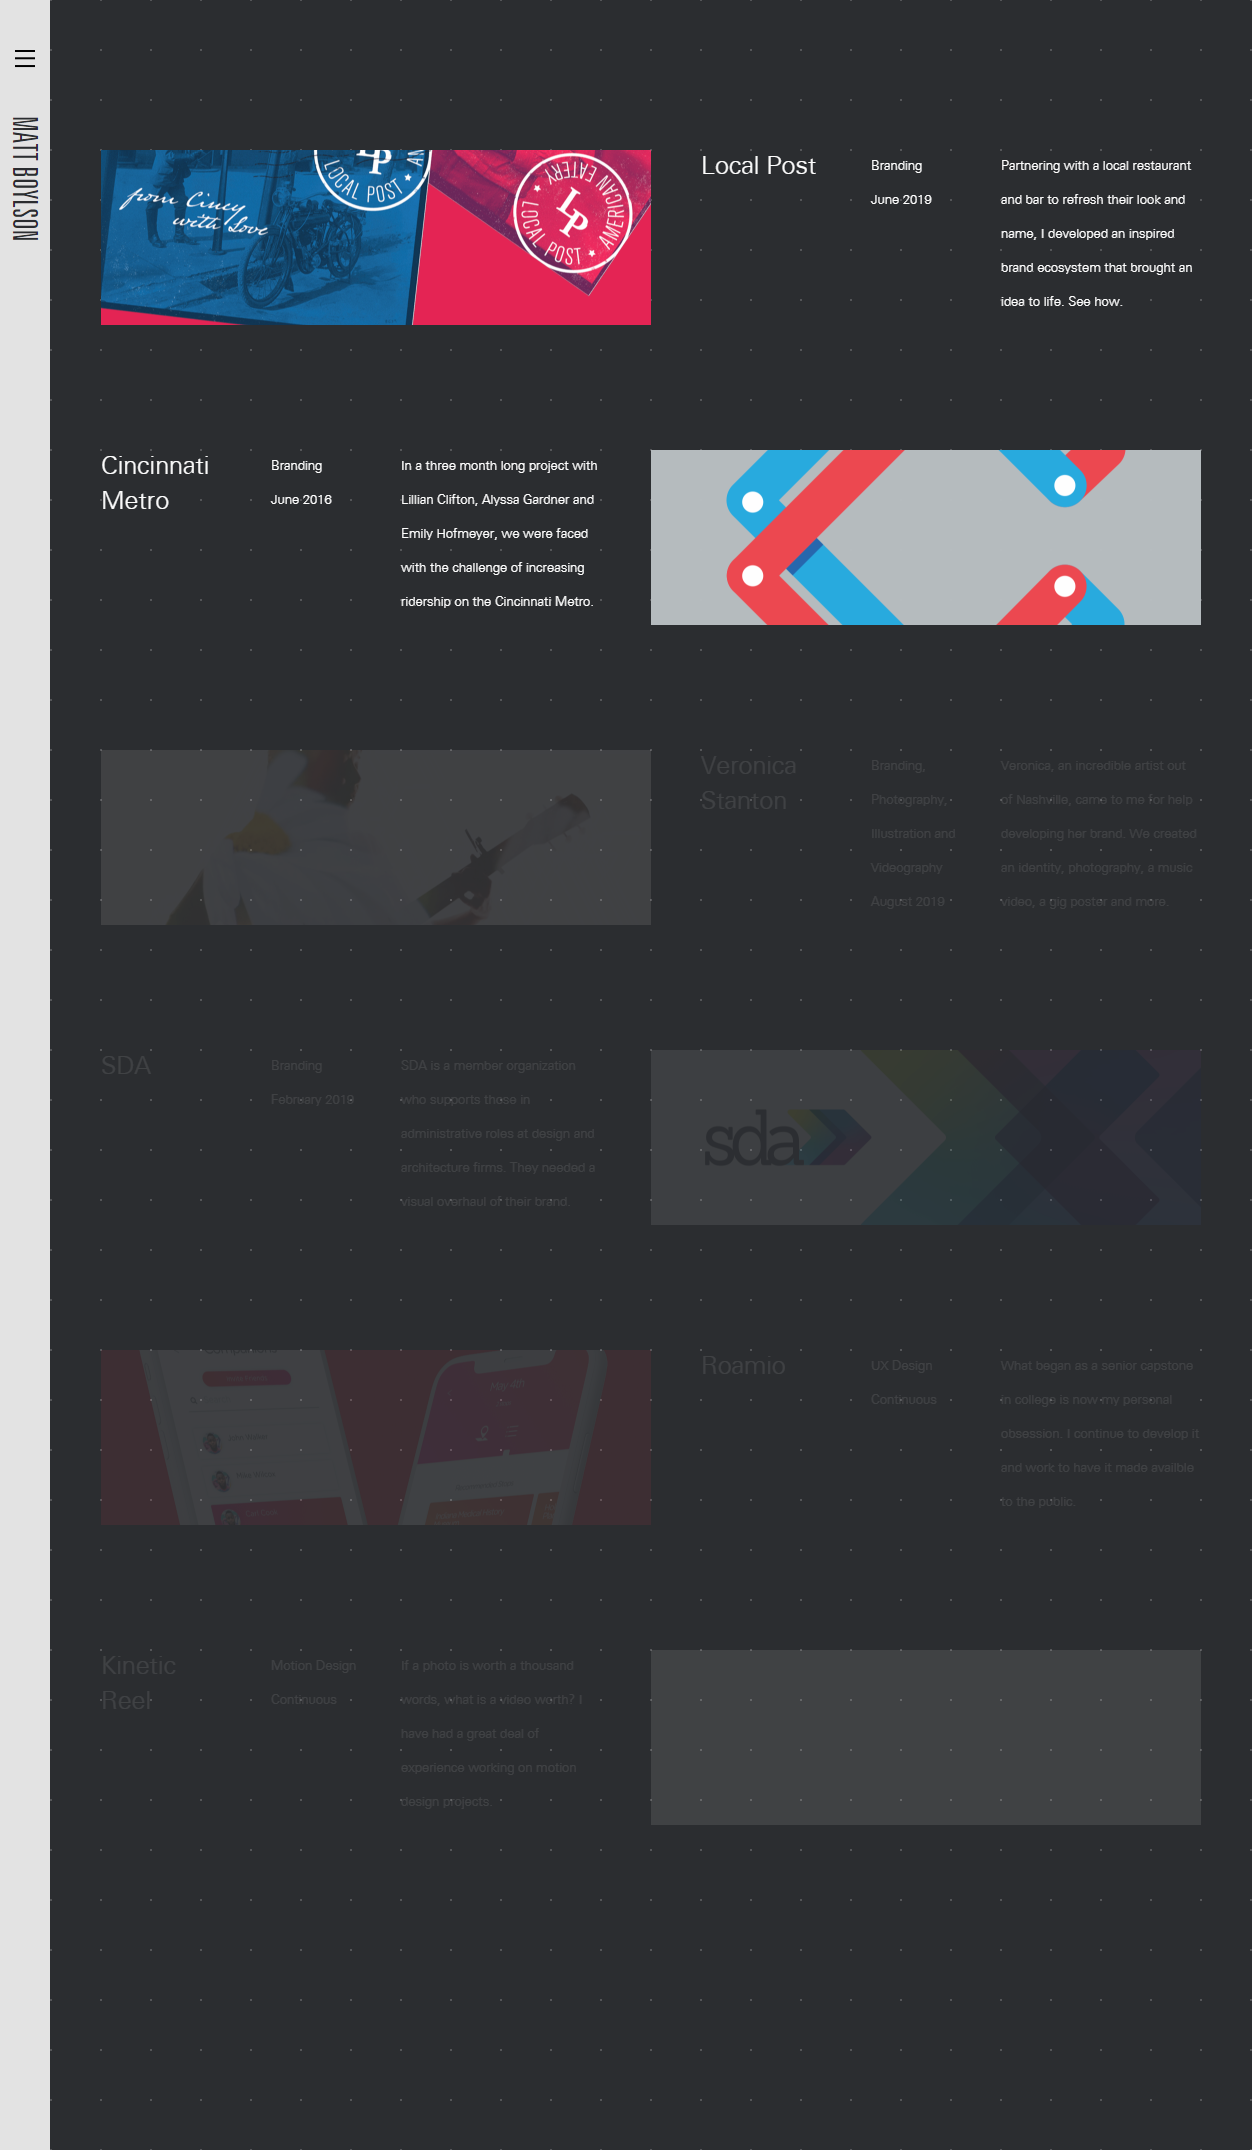 MATT BOYLSON
from Cincy
with Love
LOCAL POST
LP
AMERICAN EATERY
LOCAL POST
Local Post
Branding
June 2019
Partnering with a local restaurant
and bar to refresh their look and
name, I developed an inspired
brand ecosystem that brought an
idea to life. See how.
Cincinnati
Metro
Branding
June 2016
In a three month long project with
Lillian Clifton, Alyssa Gardner and
Emily Hofmeyer, we were faced
with the challenge of increasing
ridership on the Cincinnati Metro.
Veronica
Stanton
Branding,
Photography,
Illustration and
Videography
August 2019
Veronica, an incredible artist out
of Nashville, came to me for help
developing her brand. We created
an identity, photography, a music
video, a gig poster and more.
SDA
Branding
February 2019
SDA is a member organization
who supports those in
administrative roles at design and
architecture firms. They needed a
visual overhaul of their brand.
sda
Roamio
UX Design
Continuous
What began as a senior capstone
in college is now my personal
obsession. I continue to develop it
and work to have it made availble
to the public.
Kinetic
Reel
Motion Design
Continuous
If a photo is worth a thousand
words, what is a video worth? I
have had a great deal of
experience working on motion
design projects.